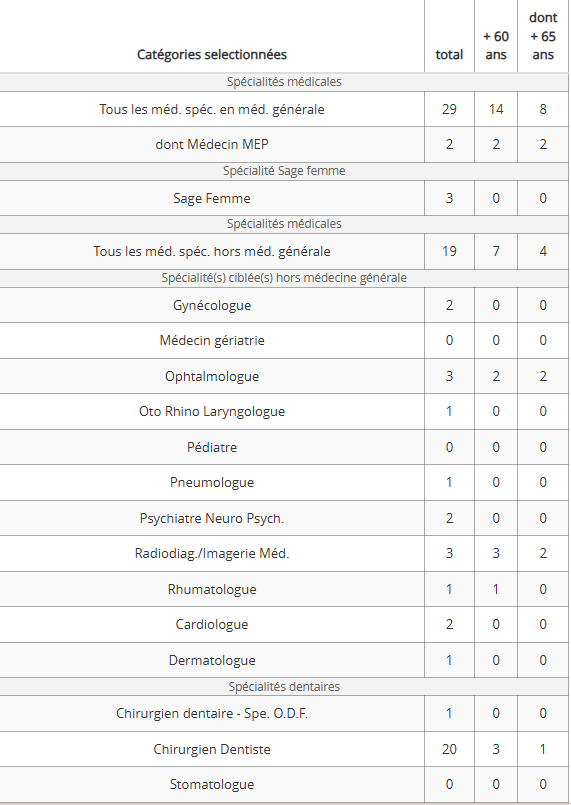 Catégories selectionnées total + 60 ans dont + 65 ans
Spécialités médicales
Tous les méd. spéc. en méd. générale 29 14 8
dont Médecin MEP 2 2 2
Spécialité Sage femme
Sage Femme 3 0 0
Spécialités médicales
Tous les méd. spéc. hors méd. générale 19 7 4
Spécialité(s) ciblée(s) hors médecine générale
Gynécologue 2 0 0
Médecin gériatrie 0 0 0
Ophtalmologue 3 2 2
Oto Rhino Laryngologue 1 0 0
Pédiatre 0 0 0
Pneumologue 1 0 0
Psychiatre Neuro Psych. 2 0 0
Radiodiag./Imagerie Méd. 3 3 2
Rhumatologue 1 1 0
Cardiologue 2 0 0
Dermatologue 1 0 0
Spécialités dentaires
Chirurgien dentaire - Spe. O.D.F. 1 0 0
Chirurgien Dentiste 20 3 1
Stomatologue 0 0 0